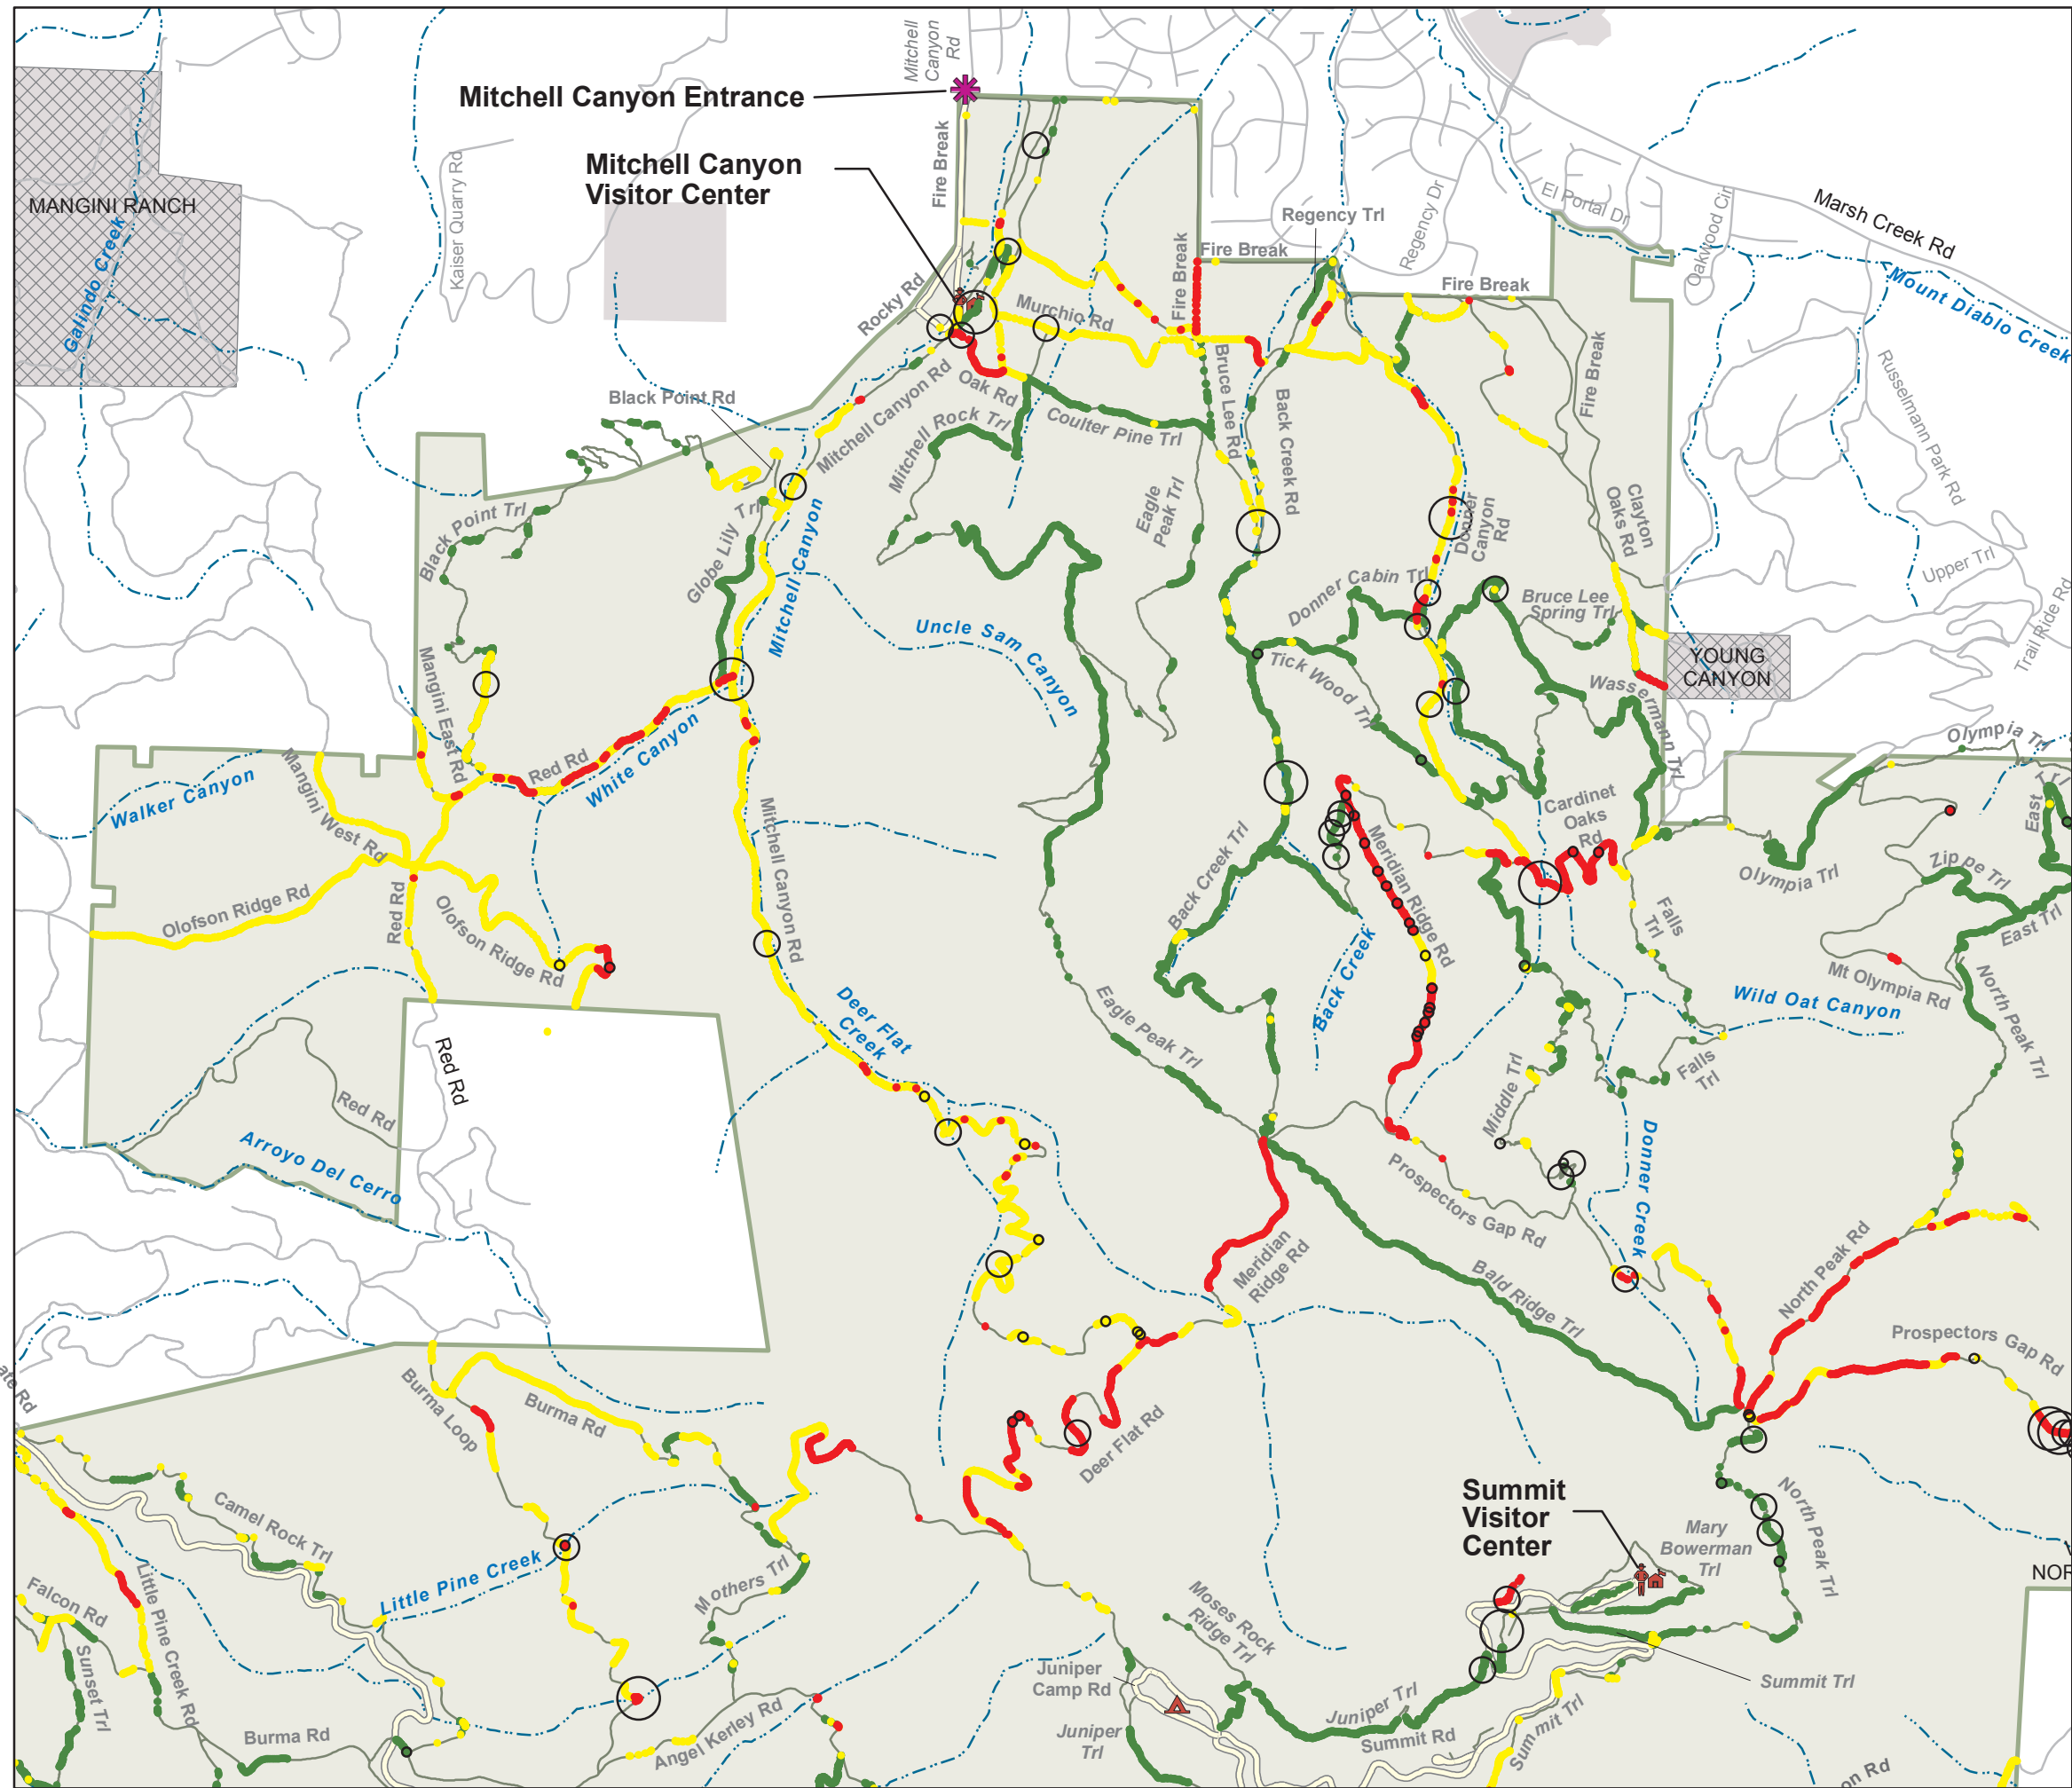 Mitchell
Canyon
Rd
Mitchell Canyon Entrance
Fire Break
Mitchell Canyon
Visitor Center
Kaiser Quarry Rd
MANGINI RANCH
Galindo Creek
Regency Trl
Regency Dr
El Portal Dr
Oakwood Cir
Marsh Creek Rd
Mount Diablo Creek
Russelmann Park Rd
Upper Trl
Trail Ride Rd
Fire Break
Fire Break
Fire Break
Fire Break
Rocky Rd
Murchio Rd
Black Point Rd
Mitchell Canyon Rd
Oak Rd
Mitchell Rock Trl
Coulter Pine Trl
Bruce Lee Rd
Back Creek Rd
Eagle
Peak Trl
Donner
Canyon
Rd
Clayton
Oaks Rd
Black Point Trl
Globe Lily Trl
Mitchell Canyon
Uncle Sam Canyon
Donner Cabin Trl
Bruce Lee
Spring Trl
Tick Wood Trl
Wassermann Trl
YOUNG
CANYON
Mangini East Rd
Red Rd
White Canyon
Walker Canyon
Mangini West Rd
Olofson Ridge Rd
Red Rd
Olofson Ridge Rd
Mitchell Canyon Rd
Deer Flat
Creek
Eagle Peak Trl
Back Creek Trl
Back Creek
Meridian Ridge Rd
Cardinet
Oaks
Rd
Olympia Trl
Olympia Trl
East Trl
Zippe Trl
East Trl
Mt Olympia Rd
North Peak Trl
Falls
Trl
Wild Oat Canyon
Falls
Trl
Middle Trl
Donner Creek
Prospectors Gap Rd
Red Rd
Red Rd
Arroyo Del Cerro
Meridian
Ridge Rd
Bald Ridge Trl
North Peak Rd
Prospectors Gap Rd
Burma Loop
Burma Rd
Deer Flat Rd
Camel Rock Trl
Little Pine Creek
Mothers Trl
Falcon Rd
Sunset Trl
Little Pine Creek Rd
Burma Rd
Angel Kerley Rd
Summit
Visitor
Center
Mary
Bowerman
Trl
North Peak Trl
NOR
Moses Rock
Ridge Trl
Juniper
Camp Rd
Juniper
Trl
Juniper Trl
Summit Rd
Summit Trl
Summit Trl
on Rd
ate Rd